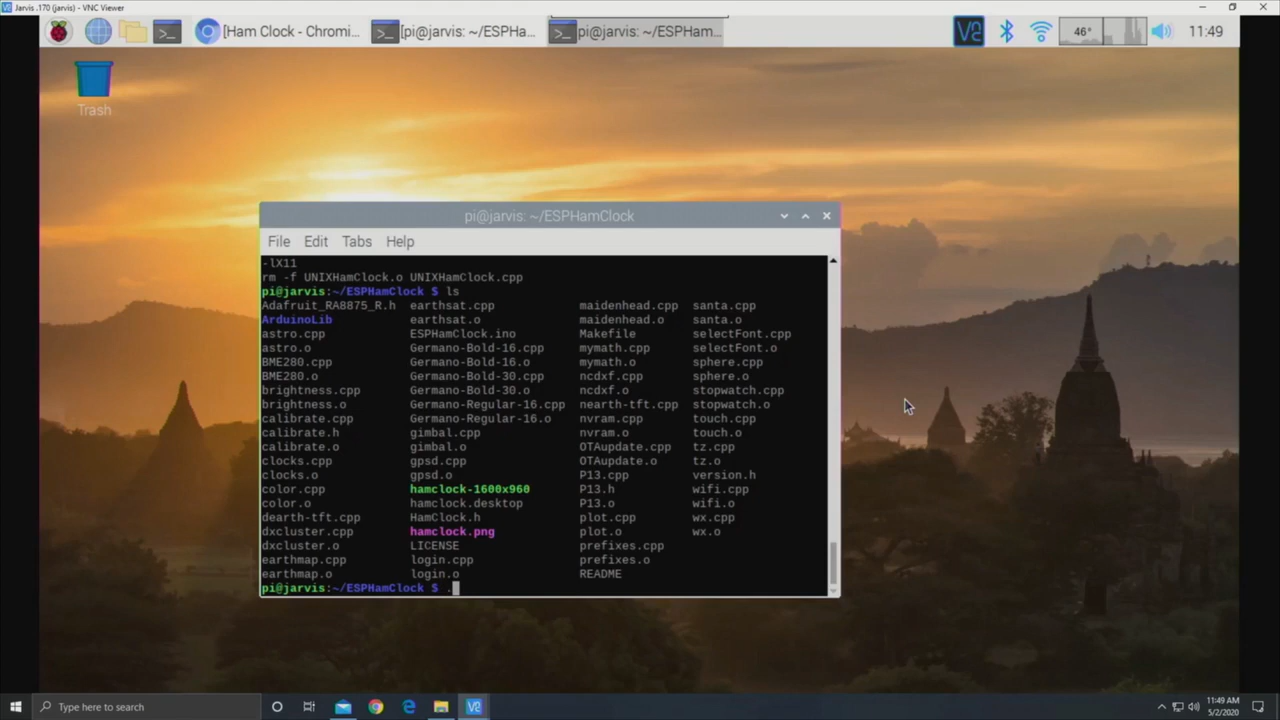 Jarvis .170 (jarvis) - VNC Viewer
[Ham Clock - Chromi... [pi@jarvis: ~/ESPHa... pi@jarvis: ~/ESPHam... 46° 11:49
Trash
pi@jarvis: ~/ESPHamClock
File Edit Tabs Help
-lX11
rm -f UNIXHamClock.o UNIXHamClock.cpp
pi@jarvis:~/ESPHamClock $ ls
Adafruit_RA8875_R.h earthsat.cpp maidenhead.cpp santa.cpp
ArduinoLib earthsat.o maidenhead.o santa.o
astro.cpp ESPHamClock.ino Makefile selectFont.cpp
astro.o Germano-Bold-16.cpp mymath.cpp selectFont.o
BME280.cpp Germano-Bold-16.o mymath.o sphere.cpp
BME280.o Germano-Bold-30.cpp ncdxf.cpp sphere.o
brightness.cpp Germano-Bold-30.o ncdxf.o stopwatch.cpp
brightness.o Germano-Regular-16.cpp nearth-tft.cpp stopwatch.o
calibrate.cpp Germano-Regular-16.o nvram.cpp touch.cpp
calibrate.h gimbal.cpp nvram.o touch.o
calibrate.o gimbal.o OTAupdate.cpp tz.cpp
clocks.cpp gpsd.cpp OTAupdate.o tz.o
clocks.o gpsd.o P13.cpp version.h
color.cpp hamclock-1600x960 P13.h wifi.cpp
color.o hamclock.desktop P13.o wifi.o
dearth-tft.cpp HamClock.h plot.cpp wx.cpp
dxcluster.cpp hamclock.png plot.o wx.o
dxcluster.o LICENSE prefixes.cpp
earthmap.cpp login.cpp prefixes.o
earthmap.o login.o README
pi@jarvis:~/ESPHamClock $ .
Type here to search
11:49 AM
5/2/2020